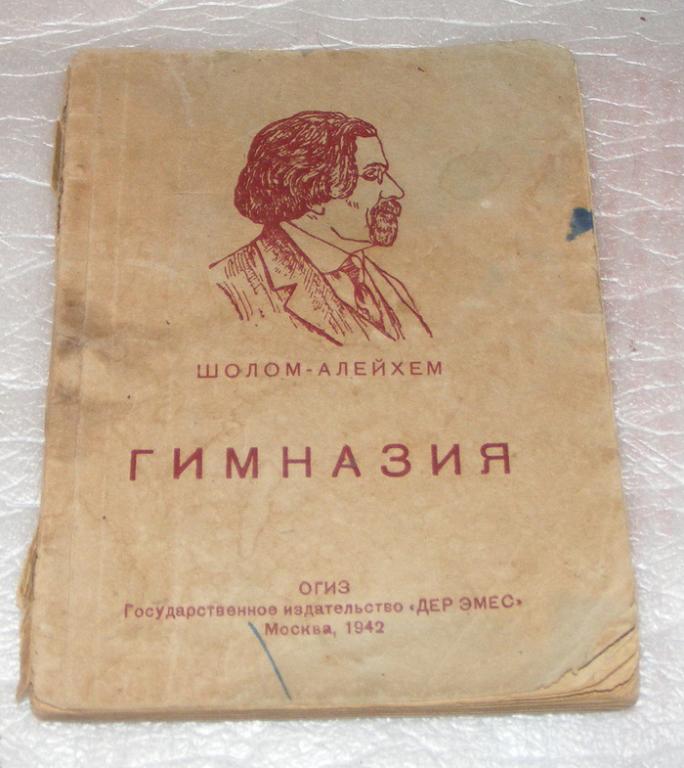 ШОЛОМ-АЛЕЙХЕМ
ГИМНАЗИЯ
ОГИЗ
Государственное издательство «ДЕР ЭМЕС»
Москва, 1942